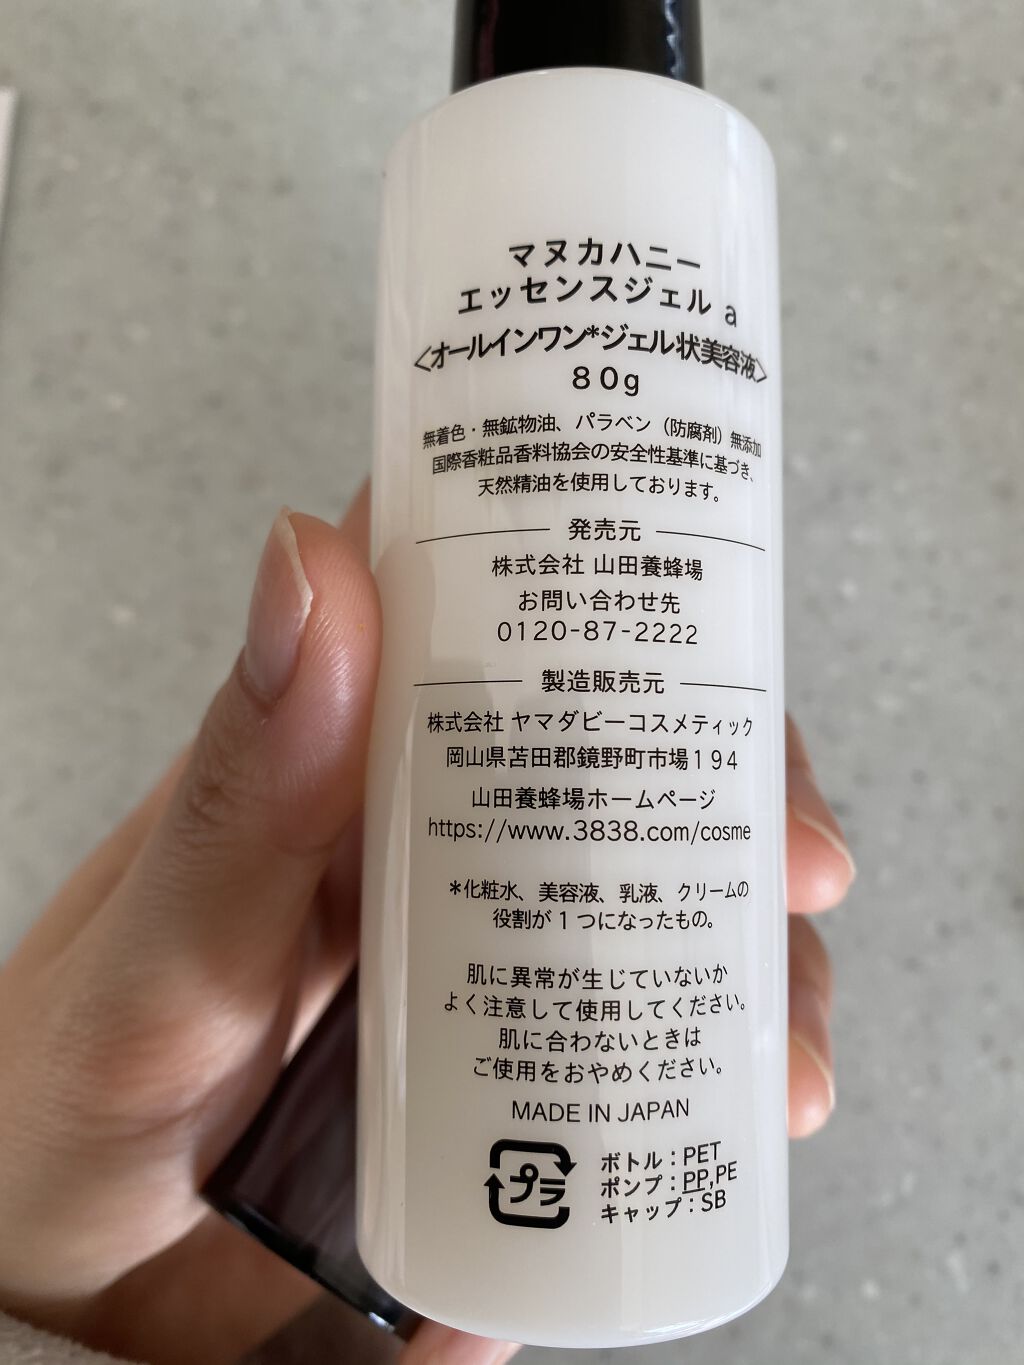 マヌカハニー
エッセンスジェル a
〈オールインワン*ジェル状美容液〉
80g
無着色・無鉱物油、パラベン（防腐剤）無添加
国際香粧品香料協会の安全性基準に基づき、
天然精油を使用しております。
発売元
株式会社 山田養蜂場
お問い合わせ先
0120-87-2222
製造販売元
株式会社 ヤマダビーコスメティック
岡山県苫田郡鏡野町市場194
山田養蜂場ホームページ
https://www.3838.com/cosme
*化粧水、美容液、乳液、クリームの
役割が1つになったもの。
肌に異常が生じていないか
よく注意して使用してください。
肌に合わないときは
ご使用をおやめください。
MADE IN JAPAN
プラ
ボトル：PET
ポンプ：PP,PE
キャップ：SB